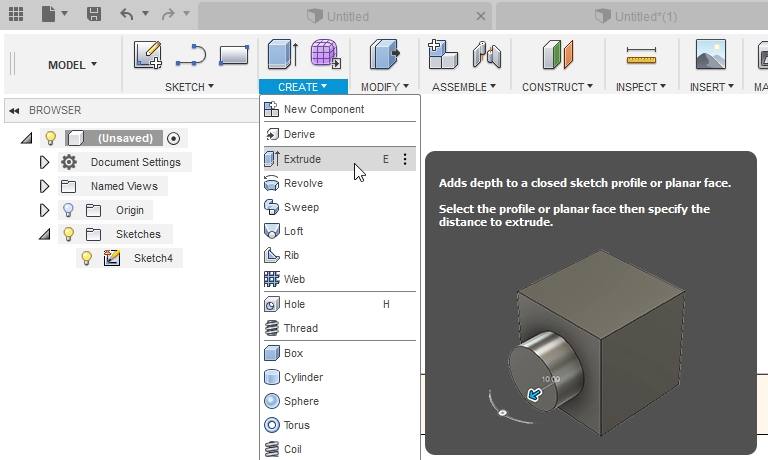 Untitled
Untitled*(1)
MODEL
SKETCH
CREATE
MODIFY
ASSEMBLE
CONSTRUCT
INSPECT
INSERT
MA
BROWSER
(Unsaved)
Document Settings
Named Views
Origin
Sketches
Sketch4
New Component
Derive
Extrude E
Revolve
Sweep
Loft
Rib
Web
Hole H
Thread
Box
Cylinder
Sphere
Torus
Coil
Adds depth to a closed sketch profile or planar face.
Select the profile or planar face then specify the
distance to extrude.
10.00